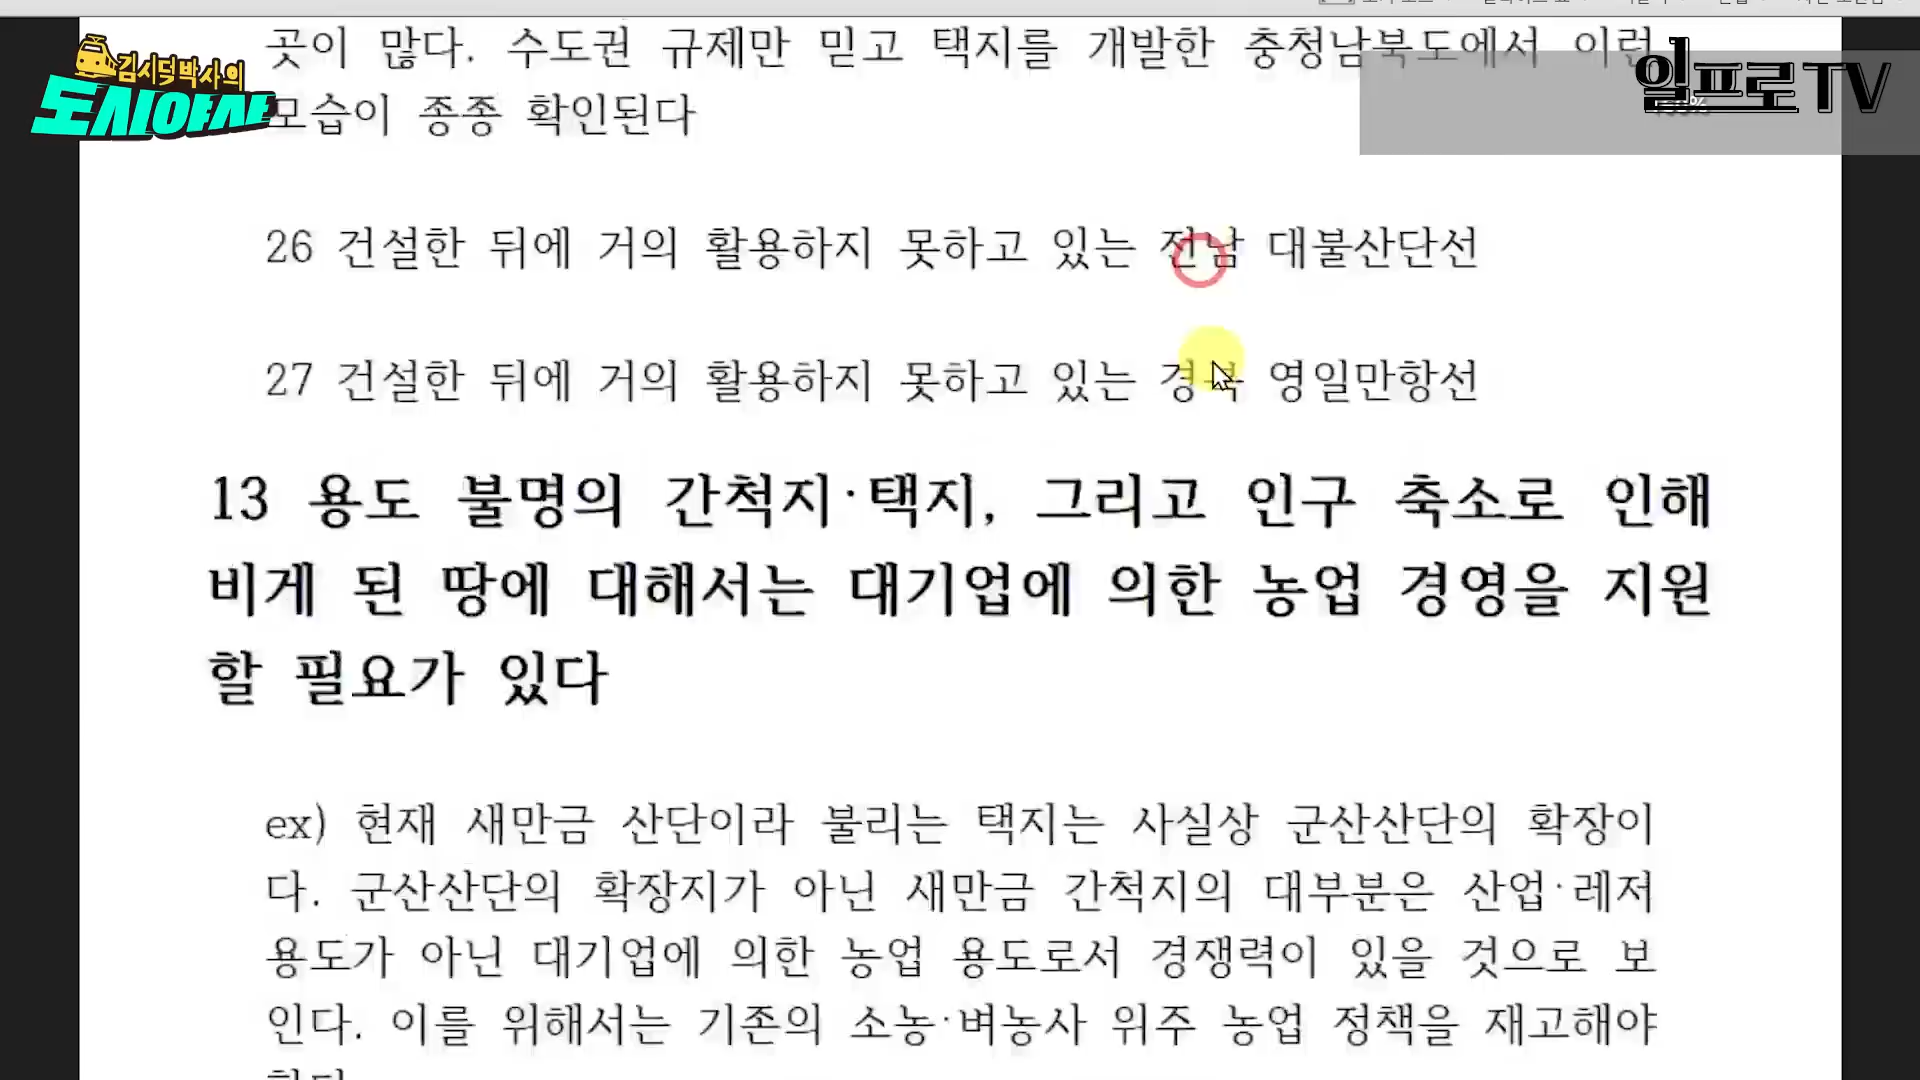 곳이 많다. 수도권 규제만 믿고 택지를 개발한 충청남북도에서 이런
모습이 종종 확인된다
김시덕박사의
도시야사
일프로TV
26 건설한 뒤에 거의 활용하지 못하고 있는 전남 대불산단선
27 건설한 뒤에 거의 활용하지 못하고 있는 경북 영일만항선
13 용도 불명의 간척지·택지, 그리고 인구 축소로 인해
비게 된 땅에 대해서는 대기업에 의한 농업 경영을 지원
할 필요가 있다
ex) 현재 새만금 산단이라 불리는 택지는 사실상 군산산단의 확장이
다. 군산산단의 확장지가 아닌 새만금 간척지의 대부분은 산업·레저
용도가 아닌 대기업에 의한 농업 용도로서 경쟁력이 있을 것으로 보
인다. 이를 위해서는 기존의 소농·벼농사 위주 농업 정책을 재고해야